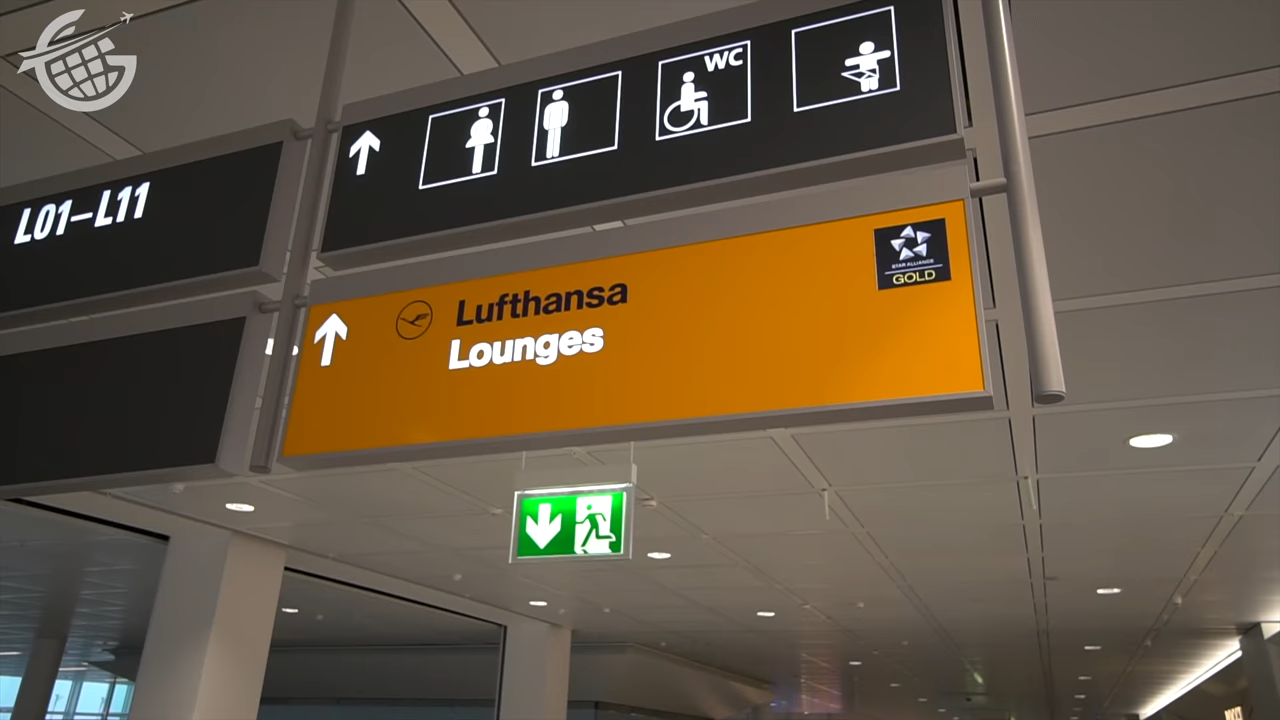 WC
L01–L11
Lufthansa
Lounges
STAR ALLIANCE
GOLD